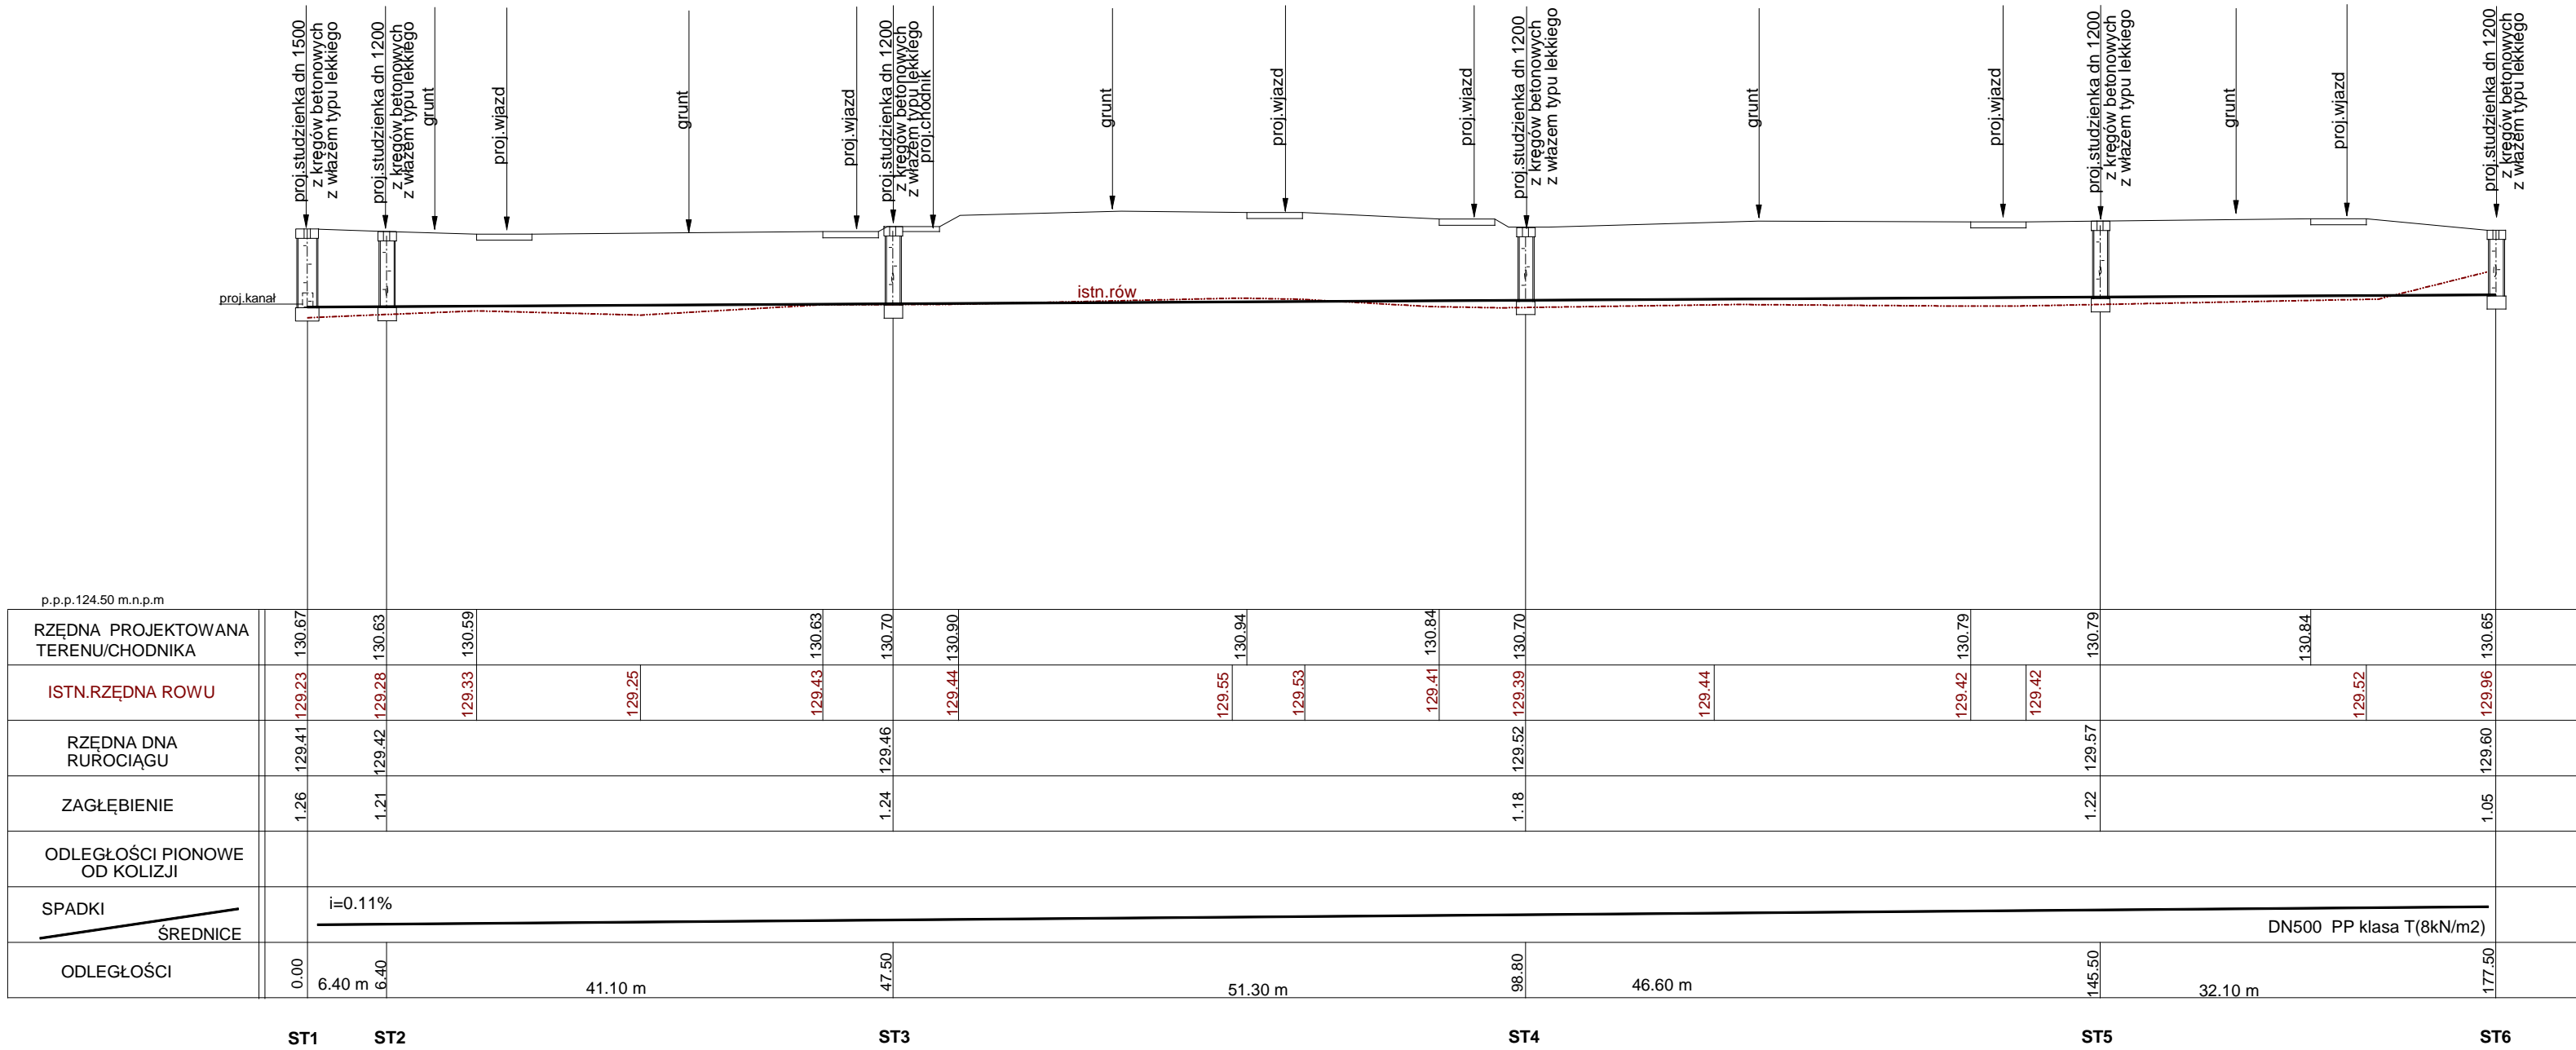 proj.studzienka dn 1500
z kręgów betonowych
z włazem typu lekkiego
proj.studzienka dn 1200
z kręgów betonowych
z włazem typu lekkiego
grunt
proj.wjazd
grunt
proj.wjazd
proj.studzienka dn 1200
z kręgów betonowych
z włazem typu lekkiego
proj.chodnik
grunt
proj.wjazd
proj.wjazd
proj.studzienka dn 1200
z kręgów betonowych
z włazem typu lekkiego
grunt
proj.wjazd
proj.studzienka dn 1200
z kręgów betonowych
z włazem typu lekkiego
grunt
proj.wjazd
proj.studzienka dn 1200
z kręgów betonowych
z włazem typu lekkiego
proj.kanał
istn.rów
p.p.p.124.50 m.n.p.m
RZĘDNA PROJEKTOWANA
TERENU/CHODNIKA
130.67
130.63
130.59
130.63
130.70
130.90
130.94
130.84
130.70
130.79
130.79
130.84
130.65
ISTN.RZĘDNA ROWU
129.23
129.28
129.33
129.25
129.43
129.44
129.55
129.53
129.41
129.39
129.44
129.42
129.42
129.52
129.96
RZĘDNA DNA
RUROCIĄGU
129.41
129.42
129.46
129.52
129.57
129.60
ZAGŁĘBIENIE
1.26
1.21
1.24
1.18
1.22
1.05
ODLEGŁOŚCI PIONOWE
OD KOLIZJI
SPADKI
ŚREDNICE
i=0.11%
DN500 PP klasa T(8kN/m2)
ODLEGŁOŚCI
0.00
6.40 m
6.40
41.10 m
47.50
51.30 m
98.80
46.60 m
145.50
32.10 m
177.50
ST1
ST2
ST3
ST4
ST5
ST6